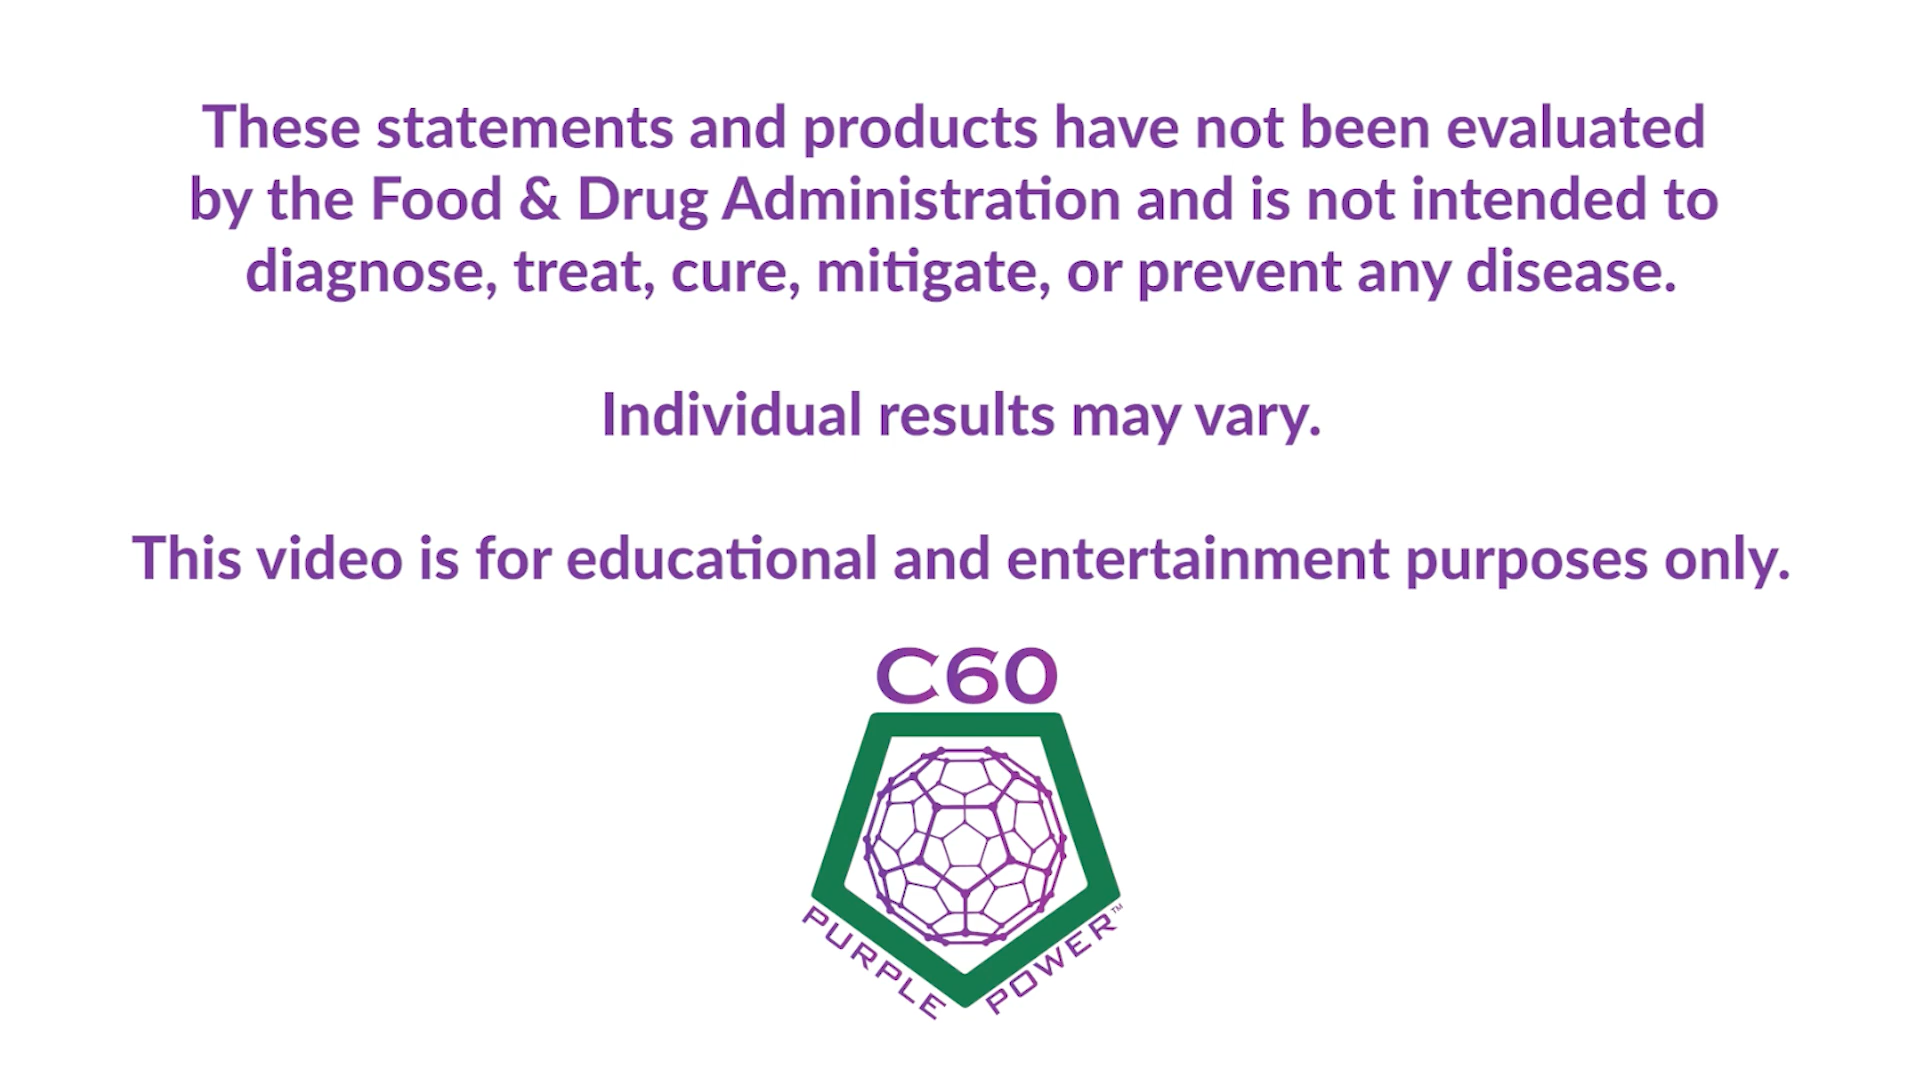 These statements and products have not been evaluated
by the Food & Drug Administration and is not intended to
diagnose, treat, cure, mitigate, or prevent any disease.
Individual results may vary.
This video is for educational and entertainment purposes only.
C60
PURPLE POWER™